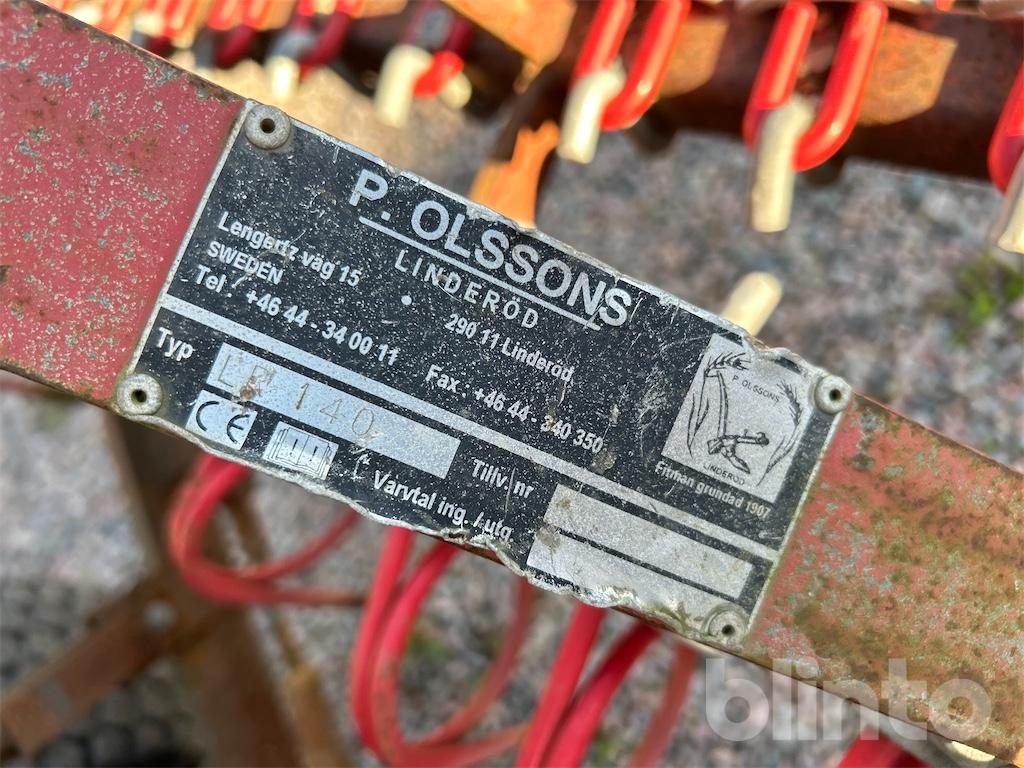 P. OLSSONS
LINDERÖD
Lengertz väg 15
290 11 Linderöd
SWEDEN
Tel : +46 44 - 34 00 11
Fax : +46 44 - 340 350
P. OLSSONS
LINDERÖD
Firman grundad 1907
Typ
140
CE
Tillv nr
Varvtal ing. / utg
blinto